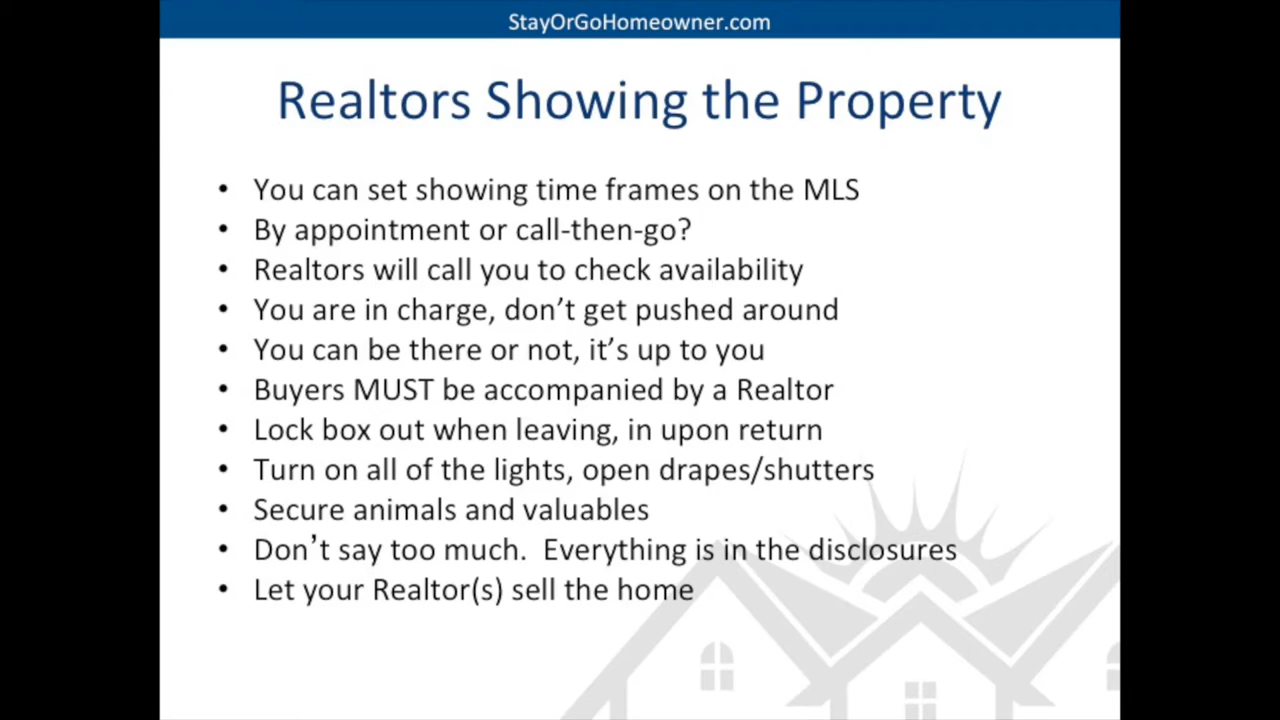 StayOrGoHomeowner.com
Realtors Showing the Property
• You can set showing time frames on the MLS
• By appointment or call-then-go?
• Realtors will call you to check availability
• You are in charge, don’t get pushed around
• You can be there or not, it’s up to you
• Buyers MUST be accompanied by a Realtor
• Lock box out when leaving, in upon return
• Turn on all of the lights, open drapes/shutters
• Secure animals and valuables
• Don’t say too much.  Everything is in the disclosures
• Let your Realtor(s) sell the home